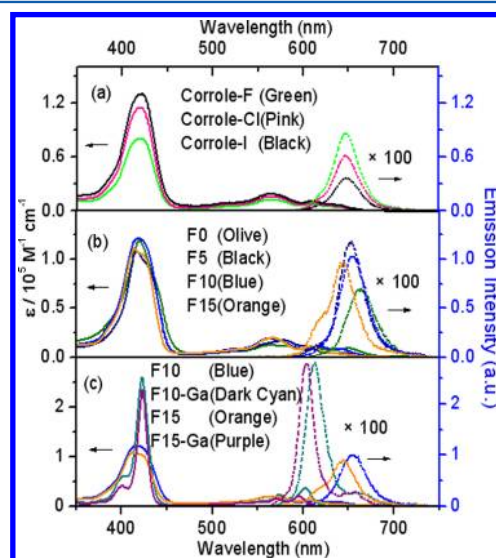 Wavelength (nm)
400 500 600 700
(a)
Corrole-F (Green)
Corrole-Cl(Pink)
Corrole-I (Black)
× 100
1.2
0.6
0.0
1.2
0.6
0.0
(b)
F0 (Olive)
F5 (Black)
F10(Blue)
F15(Orange)
× 100
1.0
0.5
0.0
1.0
0.5
0.0
(c)
F10 (Blue)
F10-Ga(Dark Cyan)
F15 (Orange)
F15-Ga(Purple)
× 100
2
1
0
2
1
0
ε / 10⁵ M⁻¹ cm⁻¹
Emission Intensity (a.u.)
400 500 600 700
Wavelength (nm)